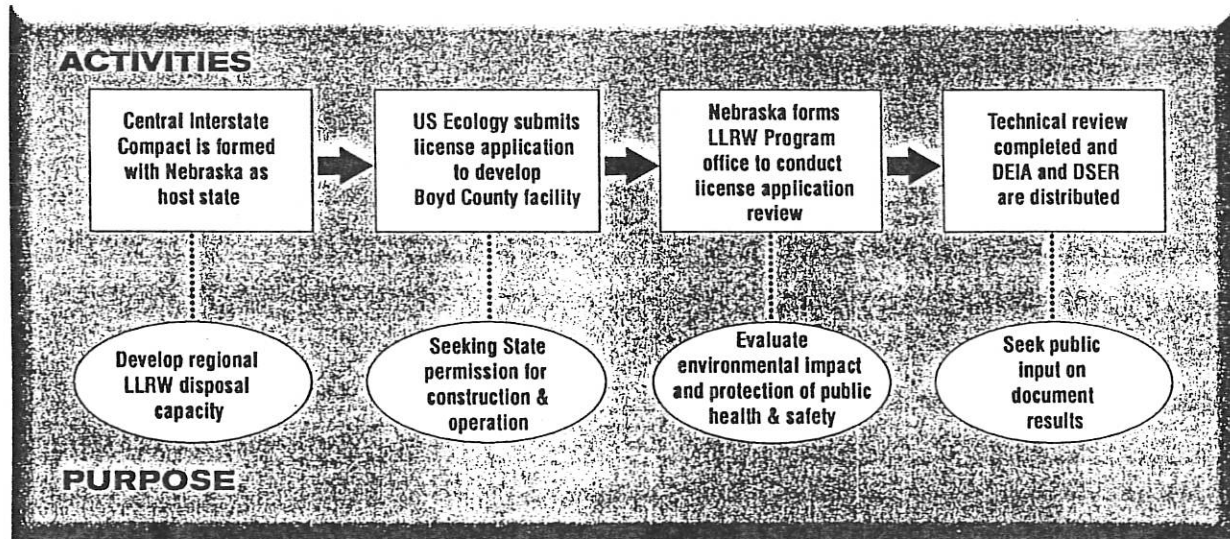 ACTIVITIES
Central Interstate
Compact is formed
with Nebraska as
host state
US Ecology submits
license application
to develop
Boyd County facility
Nebraska forms
LLRW Program
office to conduct
license application
review
Technical review
completed and
DEIA and DSER
are distributed
Develop regional
LLRW disposal
capacity
Seeking State
permission for
construction &
operation
Evaluate
environmental impact
and protection of public
health & safety
Seek public
input on
document
results
PURPOSE